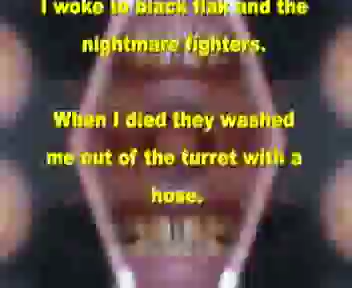 I woke to black flak and the
nightmare fighters.
When I died they washed
me out of the turret with a
hose.